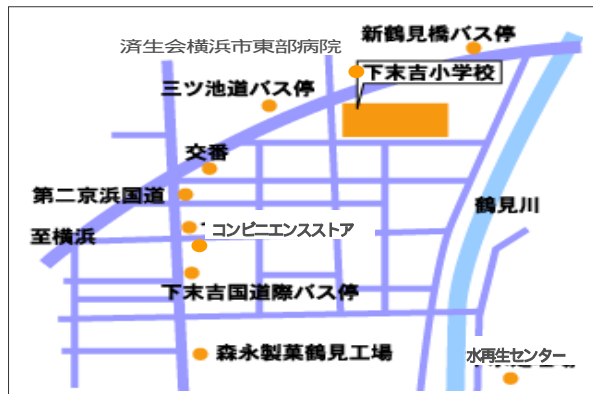 新鶴見橋バス停
済生会横浜市東部病院
下末吉小学校
三ツ池道バス停
交番
第二京浜国道
鶴見川
至横浜
コンビニエンスストア
下末吉国道際バス停
森永製菓鶴見工場
水再生センター